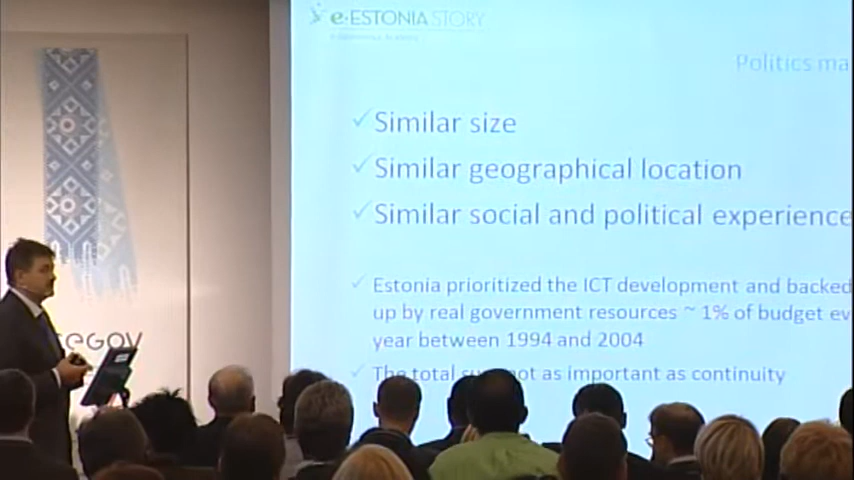 e-ESTONIA STORY
Politics ma
✓ Similar size
✓ Similar geographical location
✓ Similar social and political experience
✓ Estonia prioritized the ICT development and backed
up by real government resources ~ 1% of budget ev
year between 1994 and 2004
✓ The total not as important as continuity
cegov